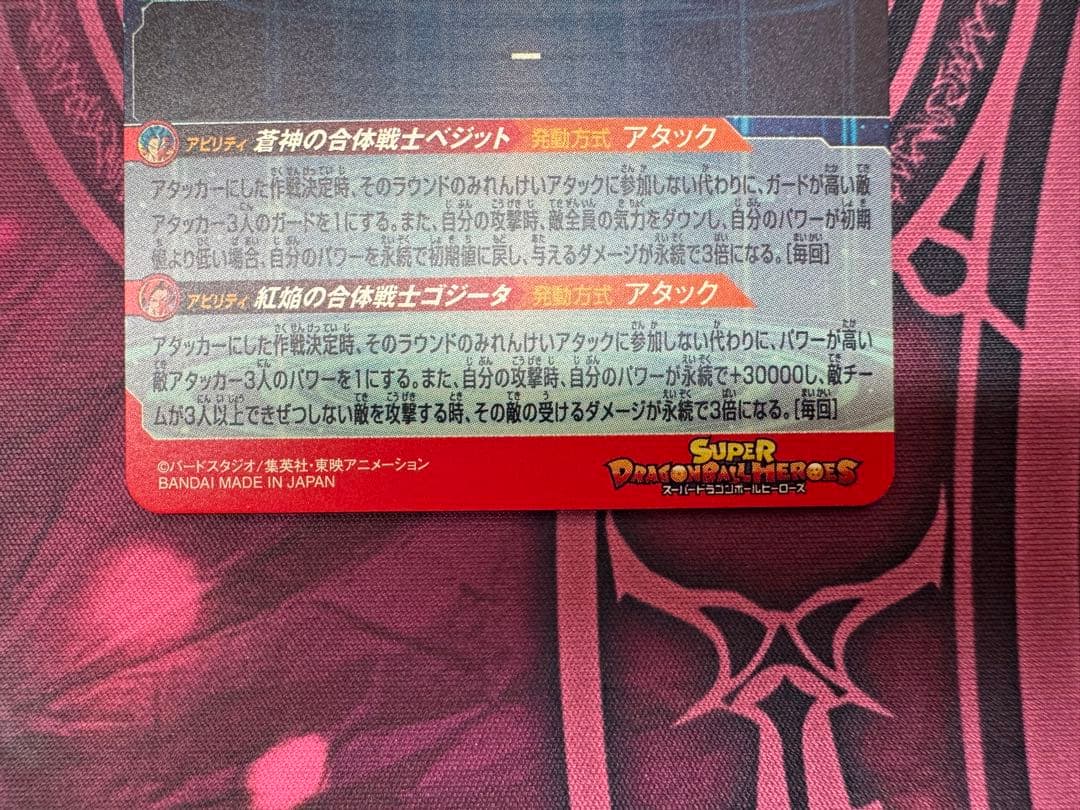 アビリティ 蒼神の合体戦士ベジット 発動方式 アタック
アタッカーにした作戦決定時、そのラウンドのみれんけいアタックに参加しない代わりに、ガードが高い敵
アタッカー3人のガードを1にする。また、自分の攻撃時、敵全員の気力をダウンし、自分のパワーが初期
値より低い場合、自分のパワーを永続で初期値に戻し、与えるダメージが永続で3倍になる。[毎回]
アビリティ 紅焔の合体戦士ゴジータ 発動方式 アタック
アタッカーにした作戦決定時、そのラウンドのみれんけいアタックに参加しない代わりに、パワーが高い
敵アタッカー3人のパワーを1にする。また、自分の攻撃時、自分のパワーが永続で+30000し、敵チー
ムが3人以上できぜつしない敵を攻撃する時、その敵の受けるダメージが永続で3倍になる。[毎回]
©バードスタジオ/集英社・東映アニメーション
BANDAI MADE IN JAPAN
SUPER
DRAGONBALL HEROES
スーパードラゴンボールヒーローズ